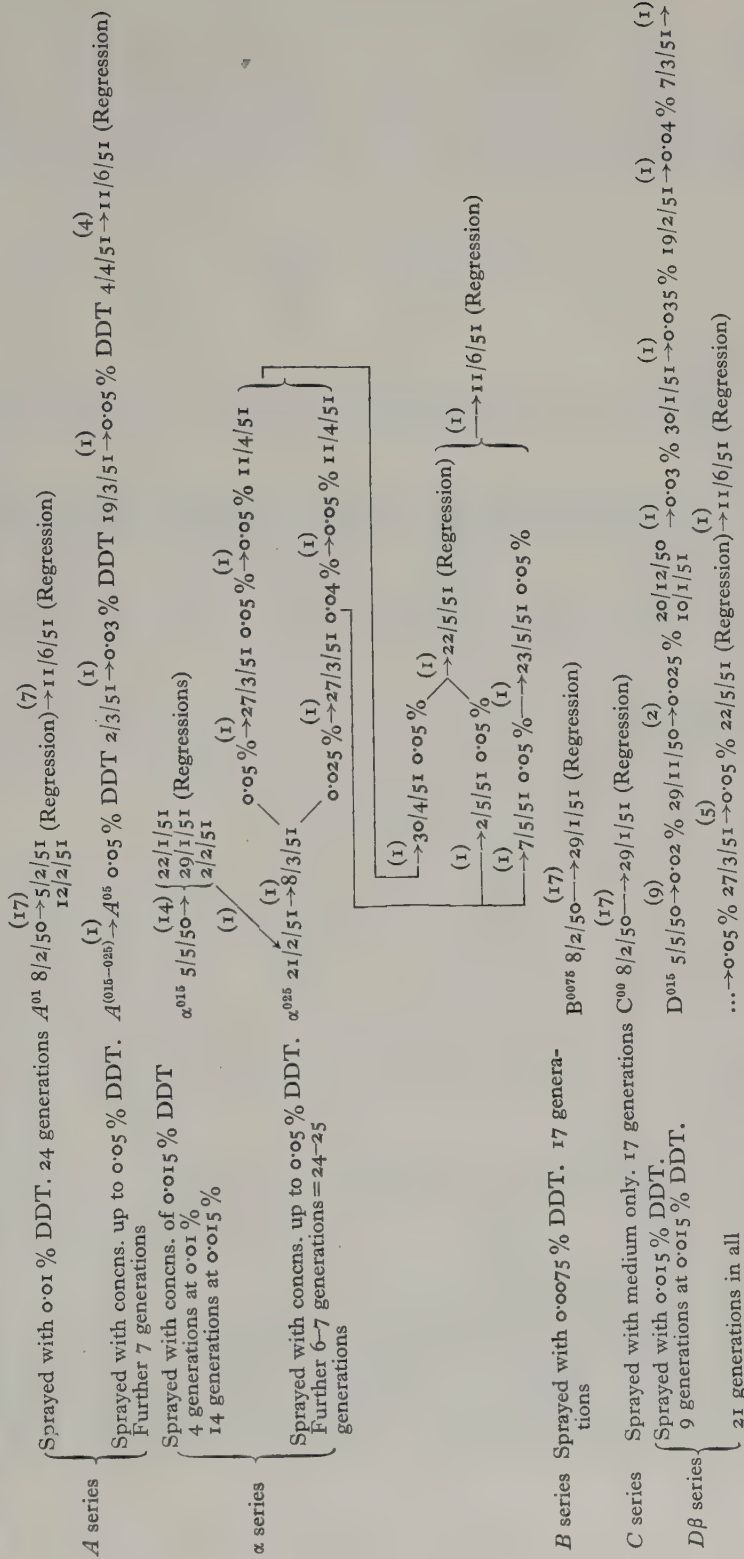 (17) (7)
A series {Sprayed with 0·01 % DDT. 24 generations A⁰¹ 8/2/50→5/2/51 (Regression)→11/6/51 (Regression)
12/2/51
(1) (1) (1) (4)
Sprayed with concns. up to 0·05 % DDT. A⁽⁰¹⁵⁻⁰²⁵⁾→A⁰⁵ 0·05 % DDT 2/3/51→0·03 % DDT 19/3/51→0·05 % DDT 4/4/51→11/6/51 (Regression)
Further 7 generations
α series {Sprayed with concns. of 0·015 % DDT
4 generations at 0·01 %
14 generations at 0·015 %
(14) {22/1/51
α⁰¹⁵ 5/5/50→ {29/1/51 (Regressions)
{2/2/51
(1)
Sprayed with concns. up to 0·05 % DDT. α⁰²⁵ 21/2/51→8/3/51
(1)
Further 6–7 generations=24–25
generations
(1) (1)
0·05 %→27/3/51 0·05 %→0·05 % 11/4/51
(1) (1)
0·025 %→27/3/51 0·04 %→0·05 % 11/4/51
(1) (1)
→30/4/51 0·05 % →22/5/51 (Regression)
(1)
→2/5/51 0·05 %
(1) (1)
→7/5/51 0·05 %→23/5/51 0·05 %
(1)
→11/6/51 (Regression)
(17)
B series Sprayed with 0·0075 % DDT. 17 genera- B⁰⁰⁷⁵ 8/2/50→29/1/51 (Regression)
tions
(17)
C series Sprayed with medium only. 17 generations C⁰⁰ 8/2/50→29/1/51 (Regression)
(9) (2) (1) (1) (1) (1)
Dβ series {Sprayed with 0·015 % DDT. D⁰¹⁵ 5/5/50→0·02 % 29/11/50→0·025 % 20/12/50 →0·03 % 30/1/51→0·035 % 19/2/51→0·04 % 7/3/51→
9 generations at 0·015 % DDT. 10/1/51
(5) (1)
21 generations in all ...→0·05 % 27/3/51→0·05 % 22/5/51 (Regression)→11/6/51 (Regression)